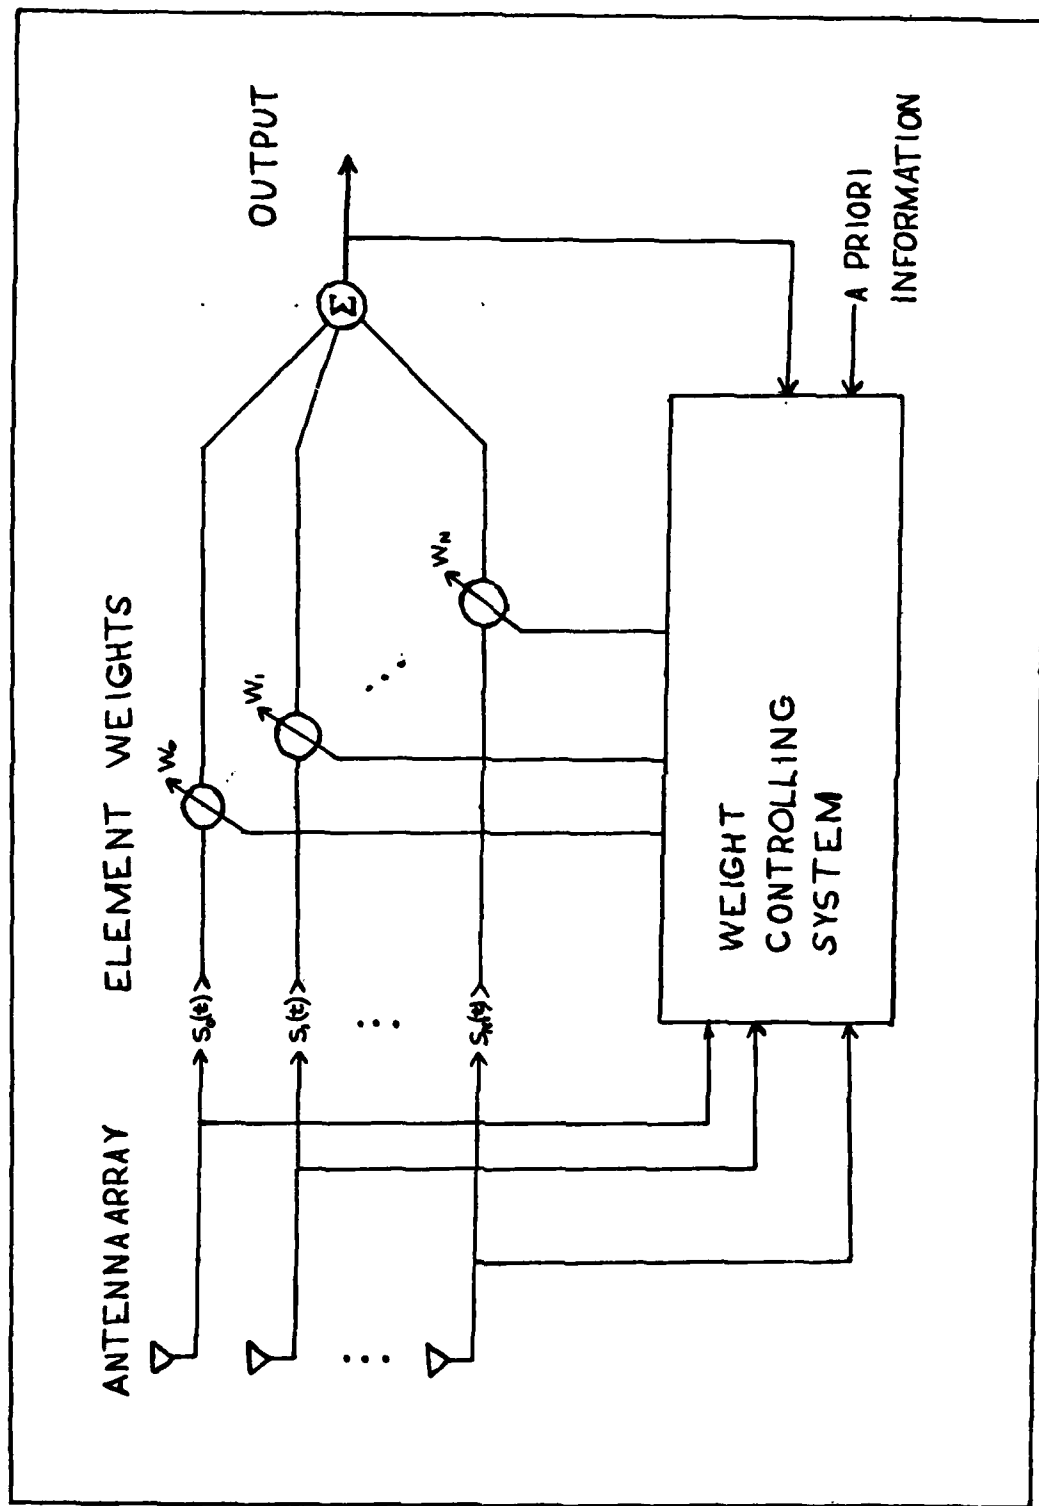 ANTENNA ARRAY
ELEMENT WEIGHTS
OUTPUT
S₀(t)
W₀
S₁(t)
W₁
Σ
...
...
...
Sₙ(t)
Wₙ
WEIGHT
CONTROLLING
SYSTEM
A PRIORI
INFORMATION